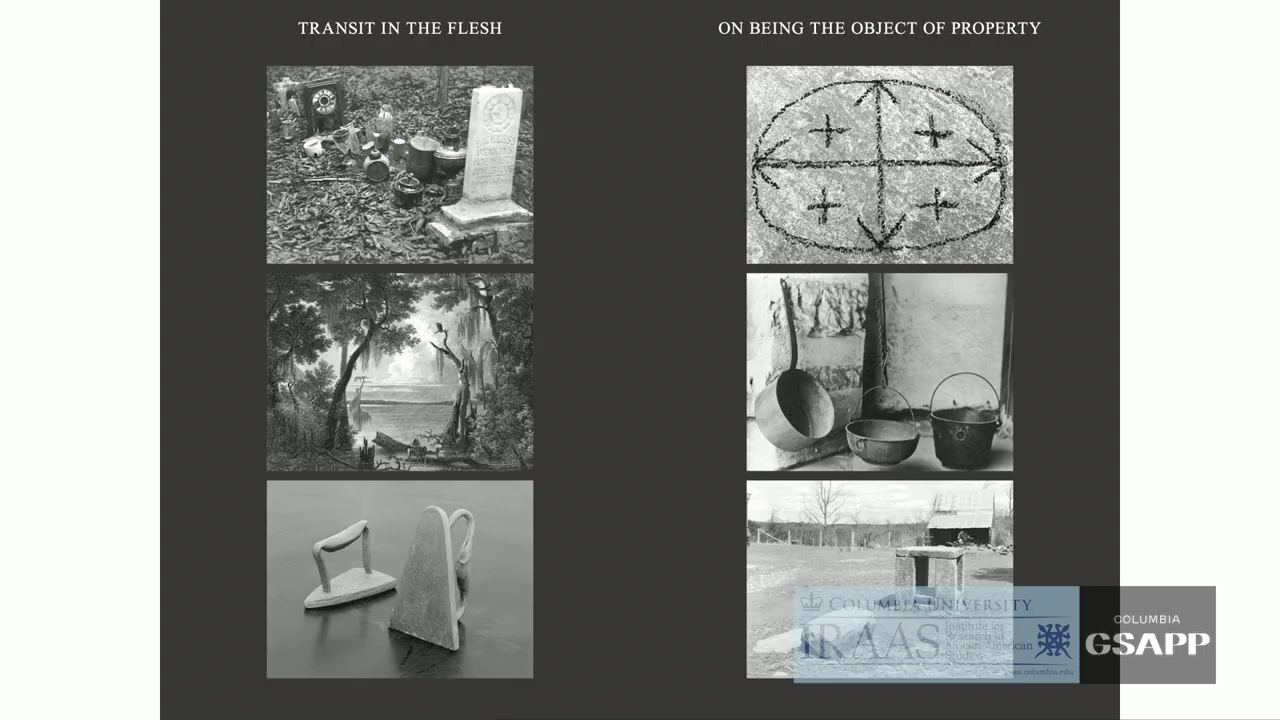 TRANSIT IN THE FLESH
ON BEING THE OBJECT OF PROPERTY
COLUMBIA UNIVERSITY
IRAAS
Institute for
Research in
African-American
Studies
COLUMBIA
GSAPP